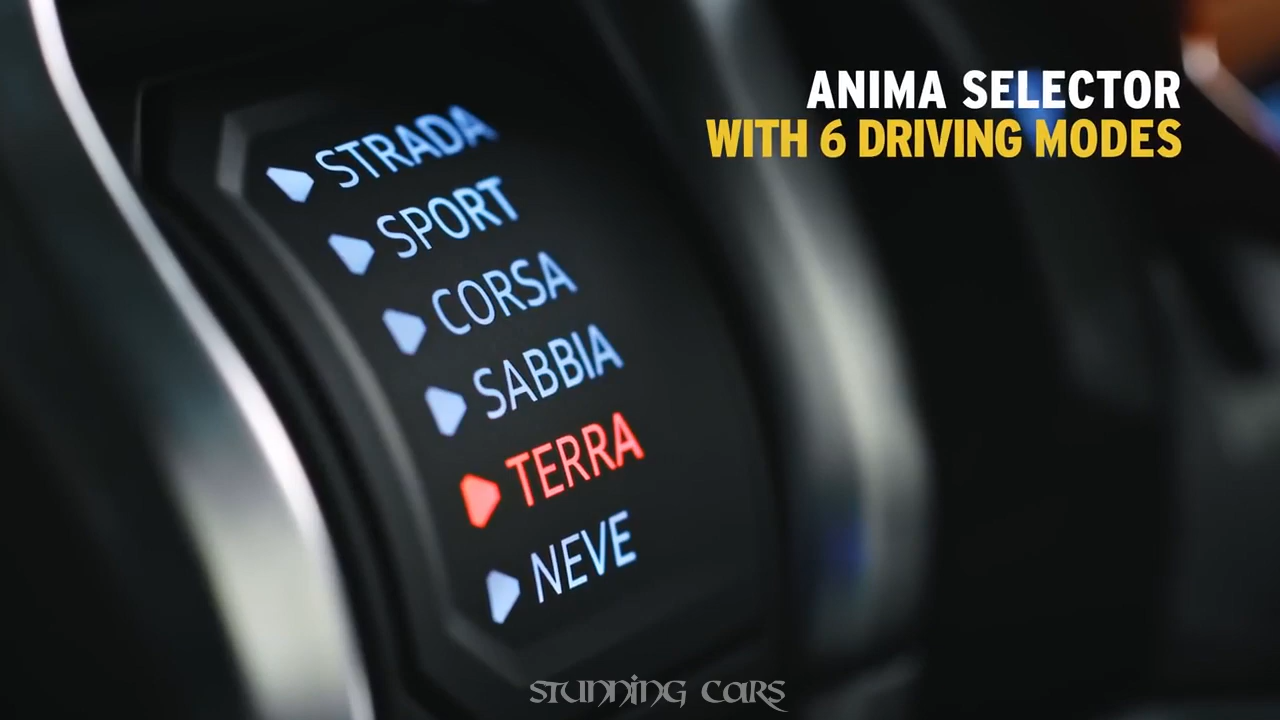 ANIMA SELECTOR
WITH 6 DRIVING MODES
STRADA
SPORT
CORSA
SABBIA
TERRA
NEVE
STUNNING CARS